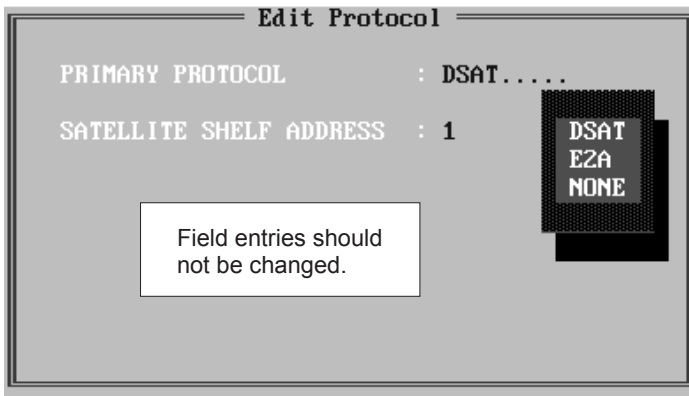 Edit Protocol
PRIMARY PROTOCOL : DSAT.....
SATELLITE SHELF ADDRESS : 1
DSAT
E2A
NONE
Field entries should
not be changed.